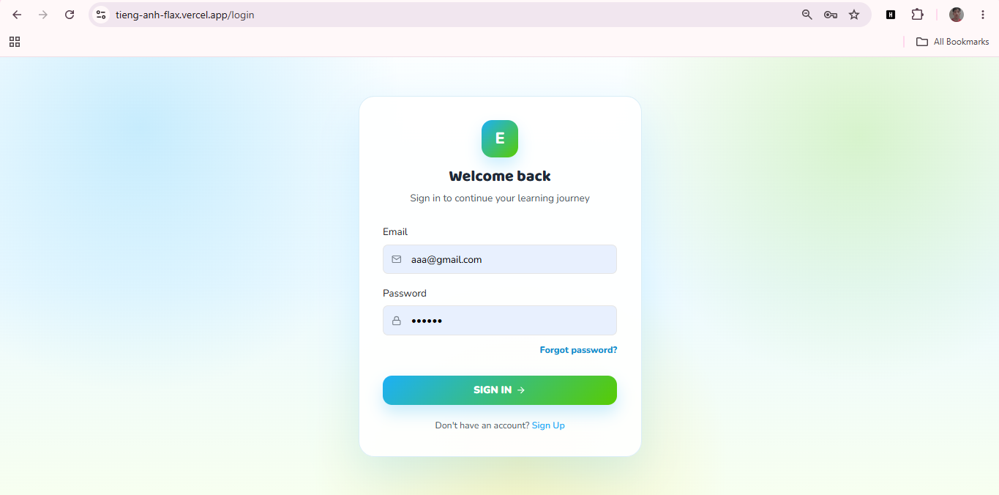 tieng-anh-flax.vercel.app/login
H
All Bookmarks
E
Welcome back
Sign in to continue your learning journey
Email
aaa@gmail.com
Password
••••••
Forgot password?
SIGN IN →
Don't have an account? Sign Up